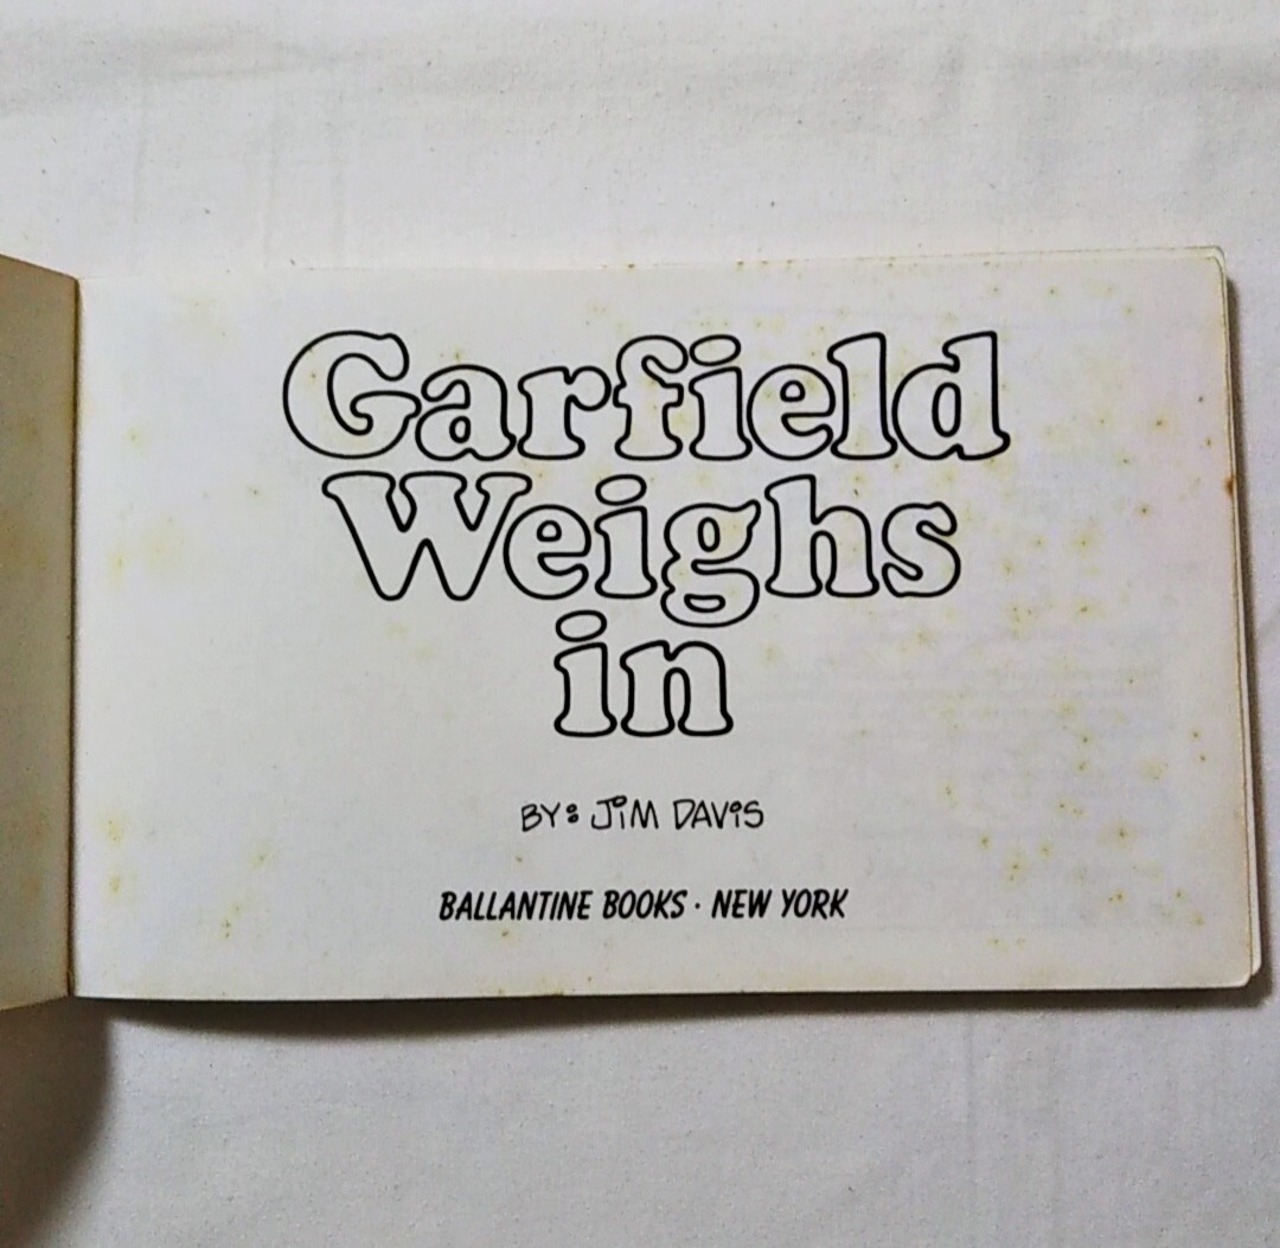 Garfield
Weighs
in
BY: JiM DAViS
BALLANTINE BOOKS · NEW YORK